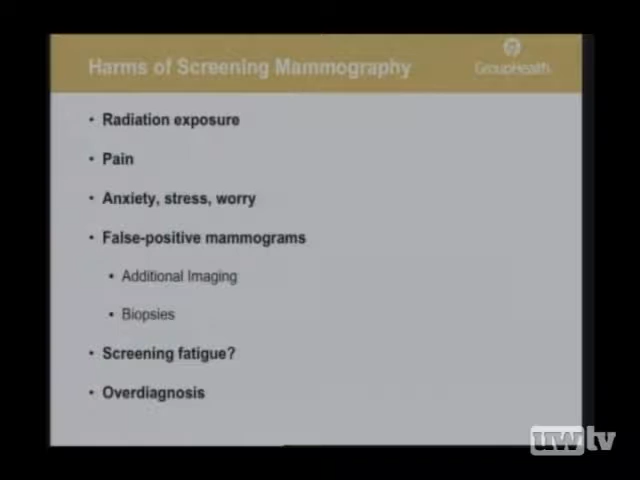 Harms of Screening Mammography
GroupHealth
• Radiation exposure
• Pain
• Anxiety, stress, worry
• False-positive mammograms
• Additional Imaging
• Biopsies
• Screening fatigue?
• Overdiagnosis
uwtv